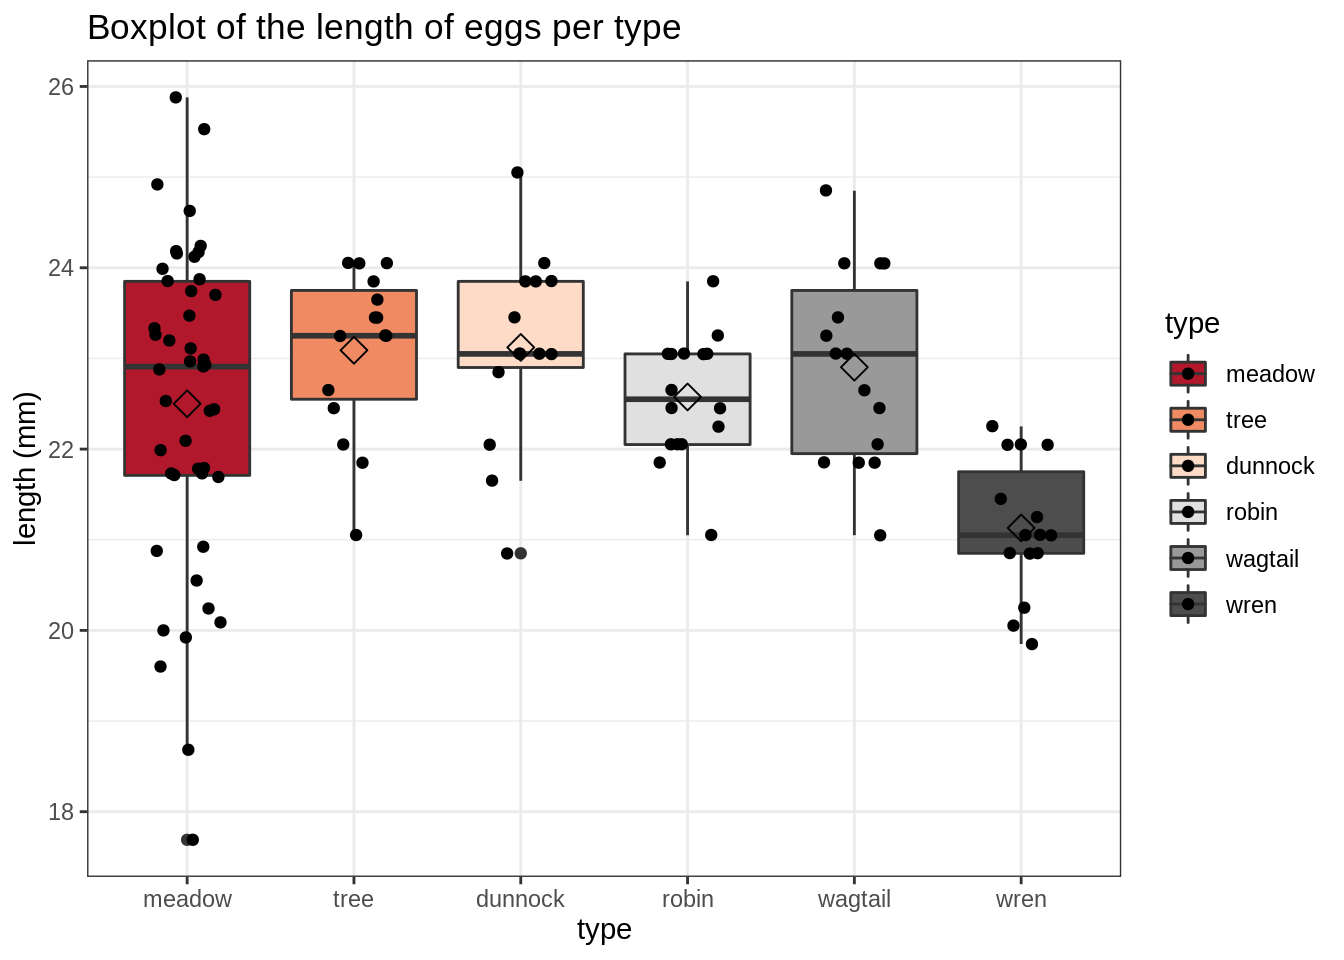 Boxplot of the length of eggs per type
26
24
22
20
18
length (mm)
meadow tree dunnock robin wagtail wren
type
type
meadow
tree
dunnock
robin
wagtail
wren